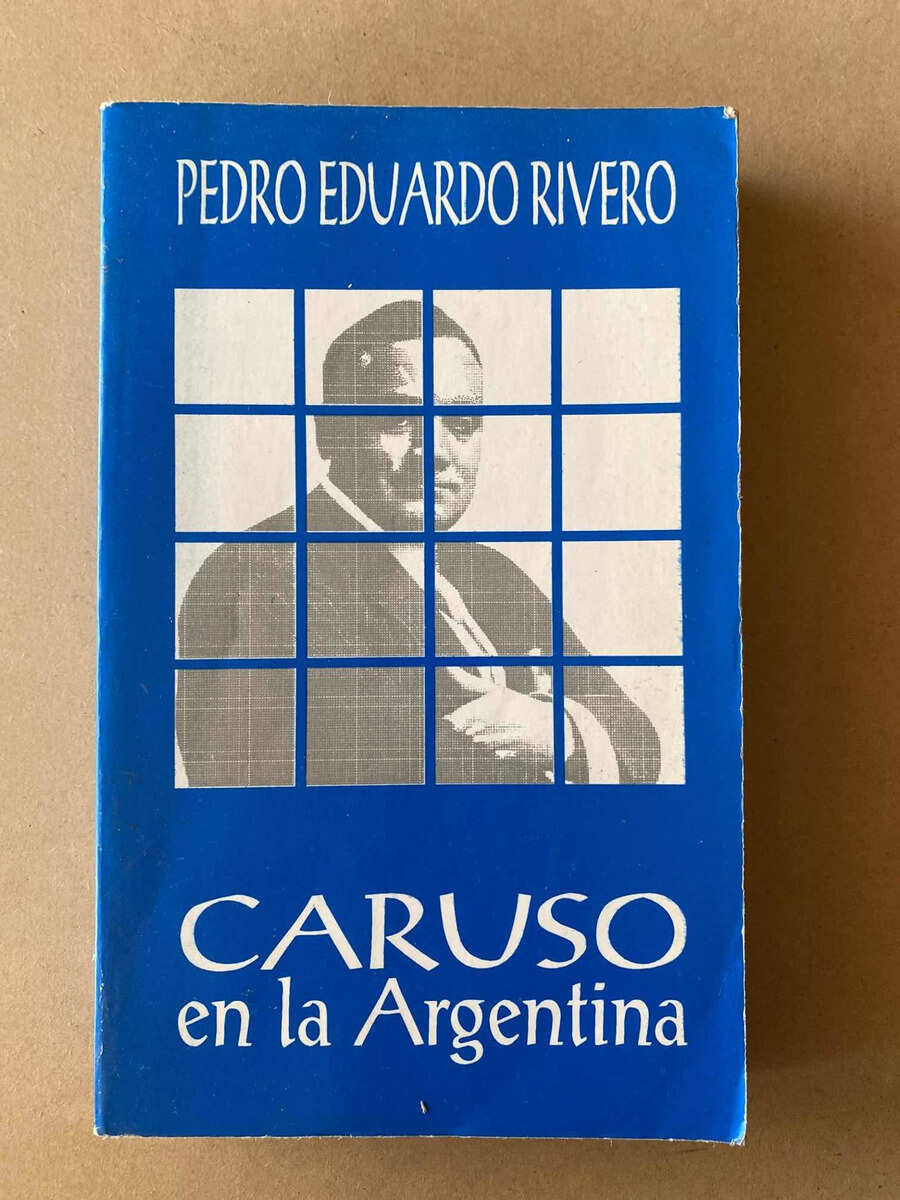 PEDRO EDUARDO RIVERO
CARUSO
en la Argentina